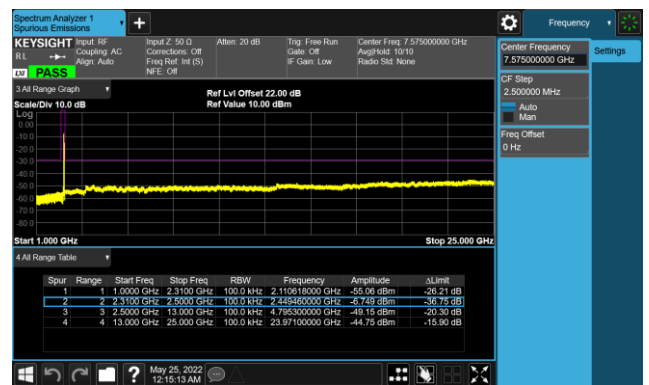 Spectrum Analyzer 1
Spurious Emissions
+
Frequency
KEYSIGHT
RL
LXI
PASS
Input: RF
Coupling: AC
Align: Auto
Input Z: 50 Ω
Corrections: Off
Freq Ref: Int (S)
NFE: Off
Atten: 20 dB
Trig: Free Run
Gate: Off
IF Gain: Low
Center Freq: 7.575000000 GHz
Avg|Hold: 10/10
Radio Std: None
Center Frequency
7.575000000 GHz
Settings
CF Step
2.500000 MHz
Auto
Man
Freq Offset
0 Hz
3 All Range Graph
Ref Lvl Offset 22.00 dB
Scale/Div 10.0 dB
Ref Value 10.00 dBm
Log
0.00
-10.0
-20.0
-30.0
-40.0
-50.0
-60.0
-70.0
-80.0
Start 1.000 GHz
Stop 25.000 GHz
4 All Range Table
Spur Range Start Freq Stop Freq RBW Frequency Amplitude ΔLimit
1 1 1.0000 GHz 2.3100 GHz 100.0 kHz 2.110618000 GHz -55.06 dBm -26.21 dB
2 2 2.3100 GHz 2.5000 GHz 100.0 kHz 2.449460000 GHz -6.749 dBm -36.75 dB
3 3 2.5000 GHz 13.000 GHz 100.0 kHz 4.795300000 GHz -49.15 dBm -20.30 dB
4 4 13.000 GHz 25.000 GHz 100.0 kHz 23.97100000 GHz -44.75 dBm -15.90 dB
?
May 25, 2022
12:15:13 AM